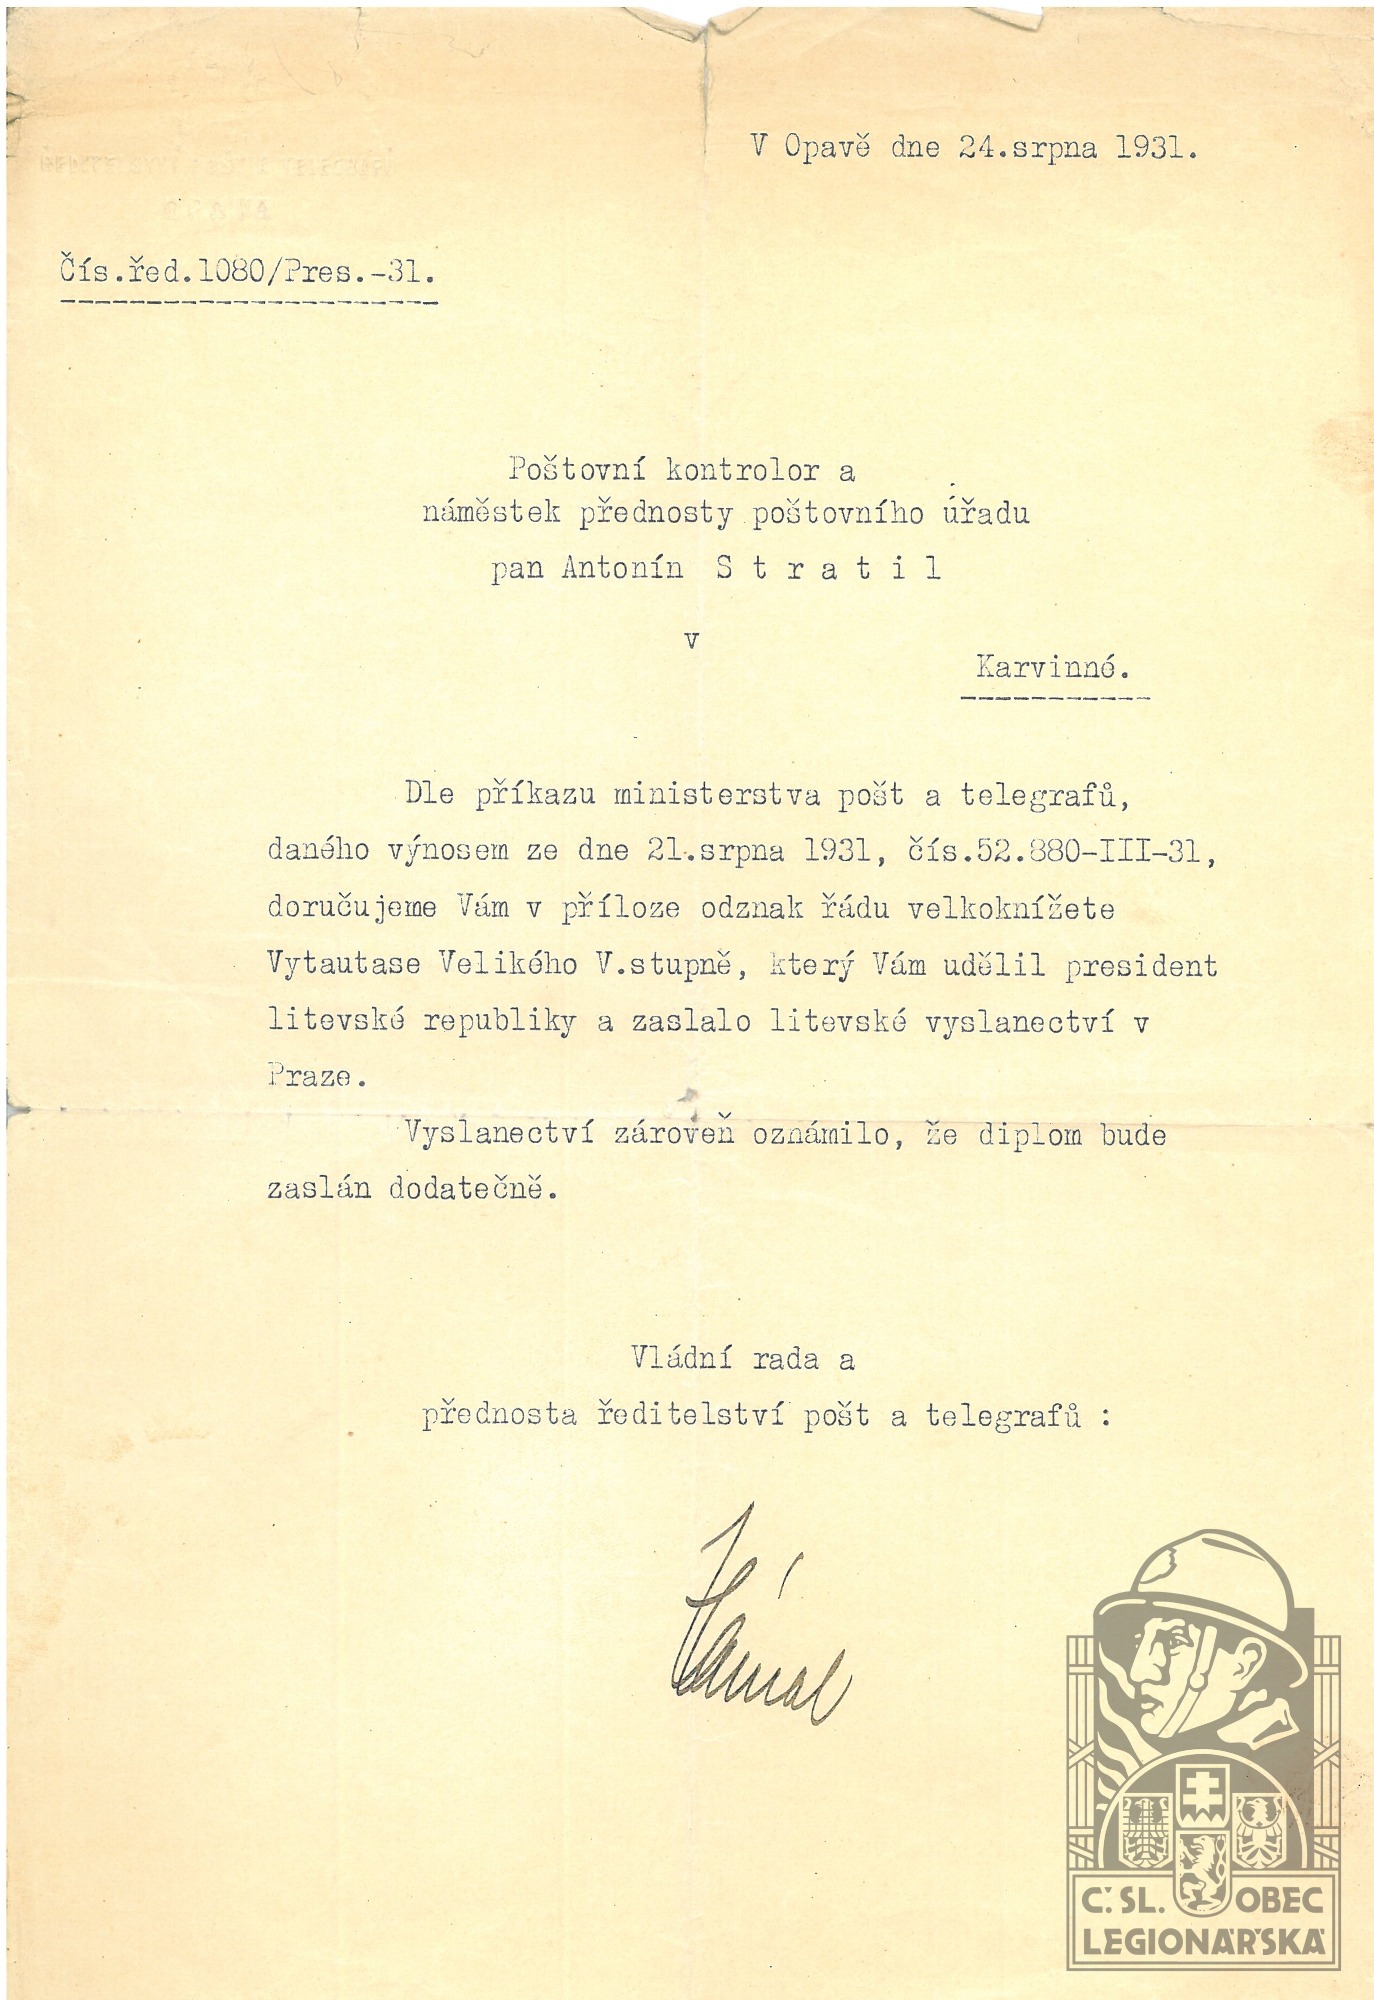 V Opavě dne 24.srpna 1931.
Čís.řed.1080/Pres.-31.
Poštovní kontrolor a
náměstek přednosty poštovního úřadu
pan Antonín S t r a t i l
v
Karvinné.
Dle příkazu ministerstva pošt a telegrafů,
daného výnosem ze dne 21.srpna 1931, čís.52.880-III-31,
doručujeme Vám v příloze odznak řádu velkoknížete
Vytautase Velikého V.stupně, který Vám udělil president
litevské republiky a zaslalo litevské vyslanectví v
Praze.
Vyslanectví zároveň oznámilo, že diplom bude
zaslán dodatečně.
Vládní rada a
přednosta ředitelství pošt a telegrafů :
Č. SL. OBEC
LEGIONÁŘSKÁ